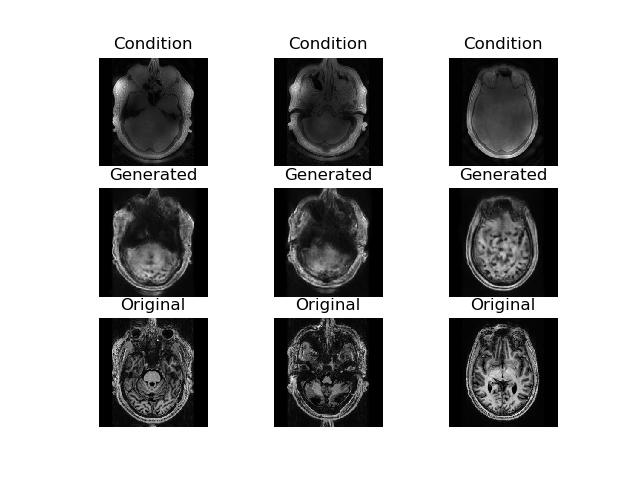 Condition Condition Condition
Generated Generated Generated
Original Original Original